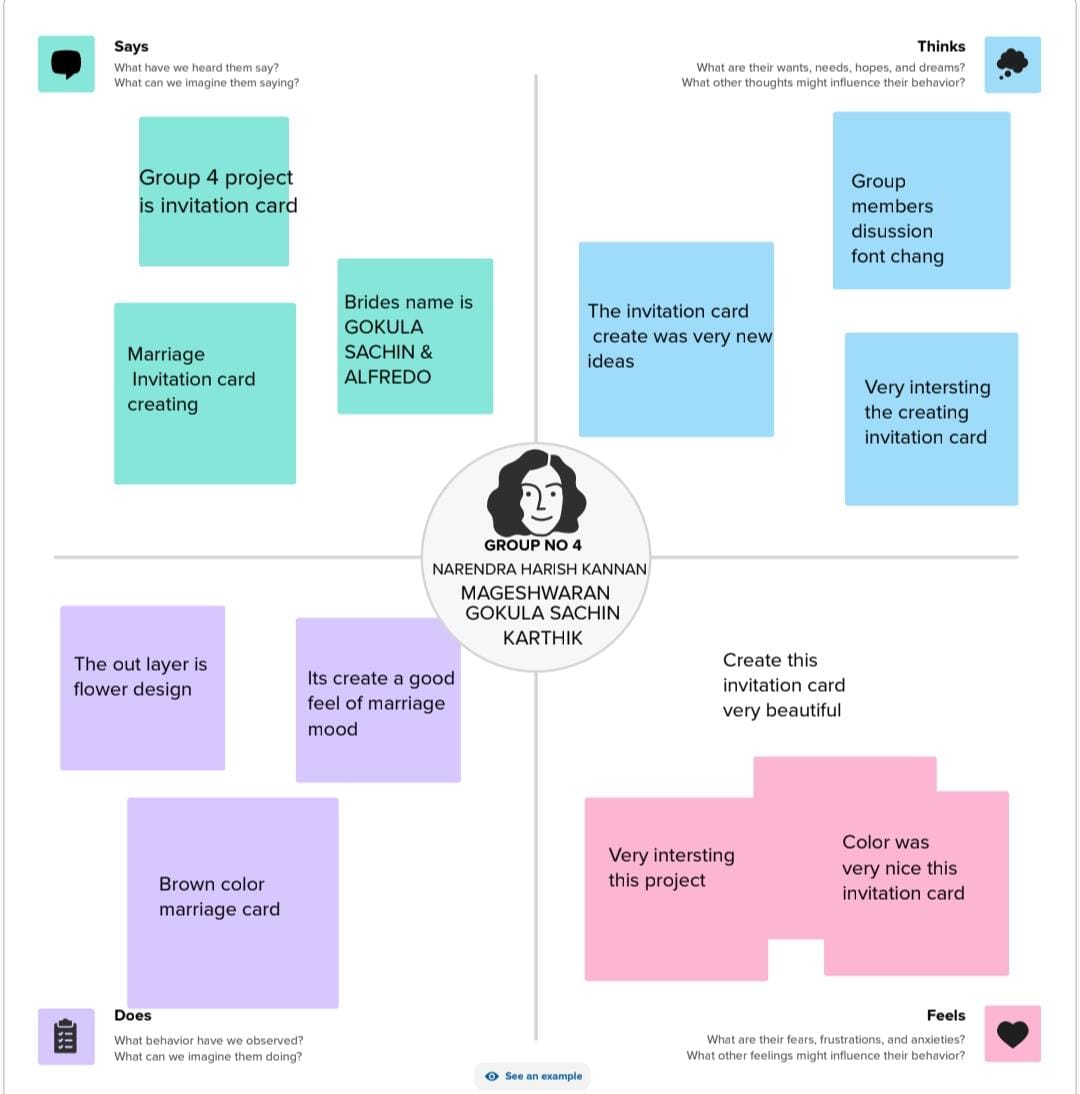 Says
What have we heard them say?
What can we imagine them saying?
Thinks
What are their wants, needs, hopes, and dreams?
What other thoughts might influence their behavior?
Group 4 project
is invitation card
Brides name is
GOKULA
SACHIN &
ALFREDO
Marriage
Invitation card
creating
Group
members
disussion
font chang
The invitation card
create was very new
ideas
Very intersting
the creating
invitation card
GROUP NO 4
NARENDRA HARISH KANNAN
MAGESHWARAN
GOKULA SACHIN
KARTHIK
The out layer is
flower design
Its create a good
feel of marriage
mood
Brown color
marriage card
Create this
invitation card
very beautiful
Very intersting
this project
Color was
very nice this
invitation card
Does
What behavior have we observed?
What can we imagine them doing?
Feels
What are their fears, frustrations, and anxieties?
What other feelings might influence their behavior?
See an example